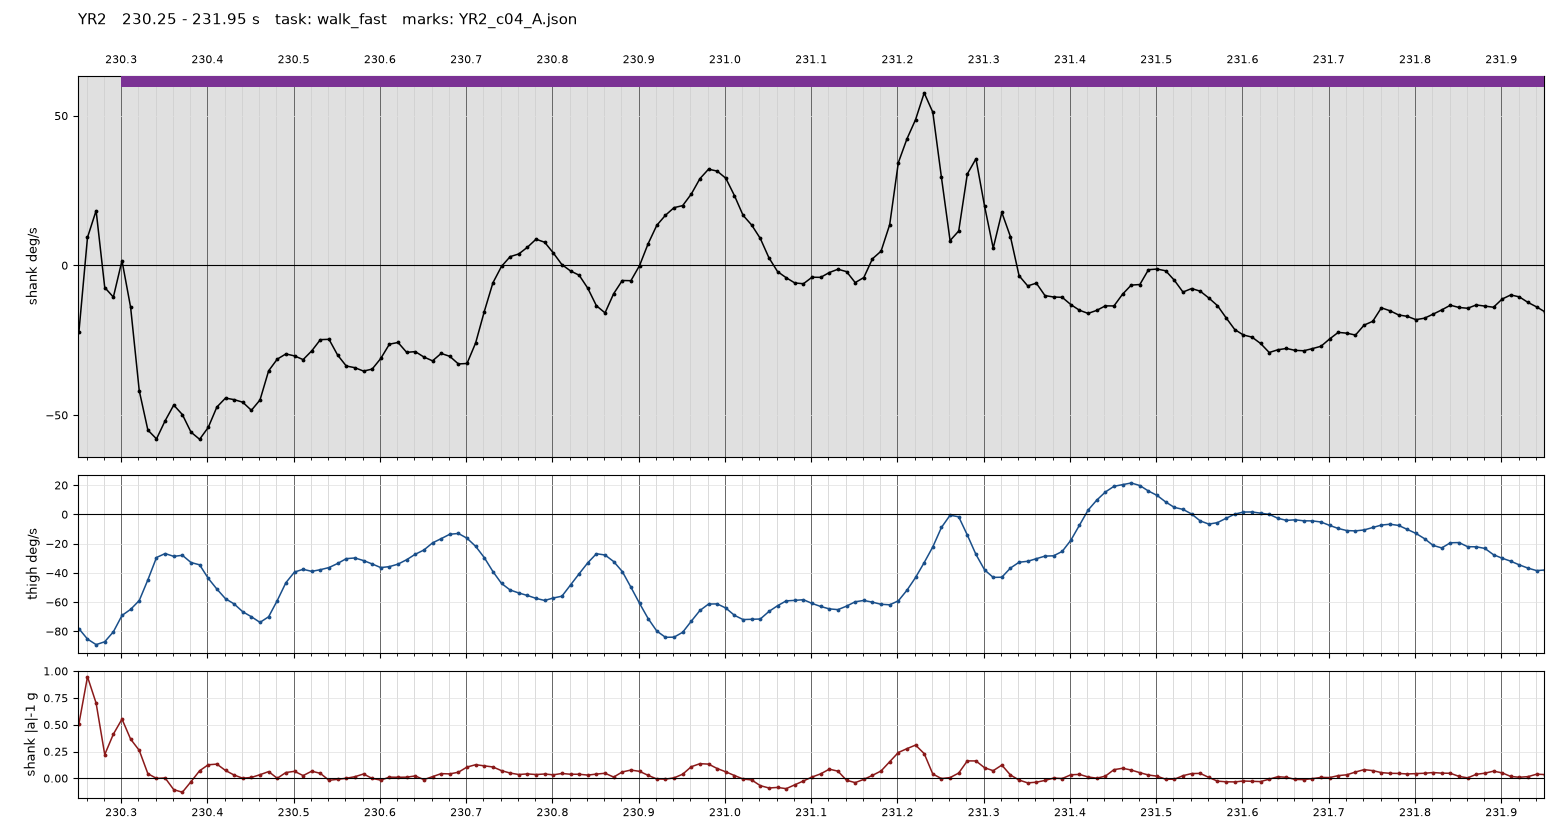 YR2   230.25 - 231.95 s   task: walk_fast   marks: YR2_c04_A.json
230.3 230.4 230.5 230.6 230.7 230.8 230.9 231.0 231.1 231.2 231.3 231.4 231.5 231.6 231.7 231.8 231.9
shank deg/s
50
0
−50
thigh deg/s
20
0
−20
−40
−60
−80
shank |a|-1 g
1.00
0.75
0.50
0.25
0.00
230.3 230.4 230.5 230.6 230.7 230.8 230.9 231.0 231.1 231.2 231.3 231.4 231.5 231.6 231.7 231.8 231.9